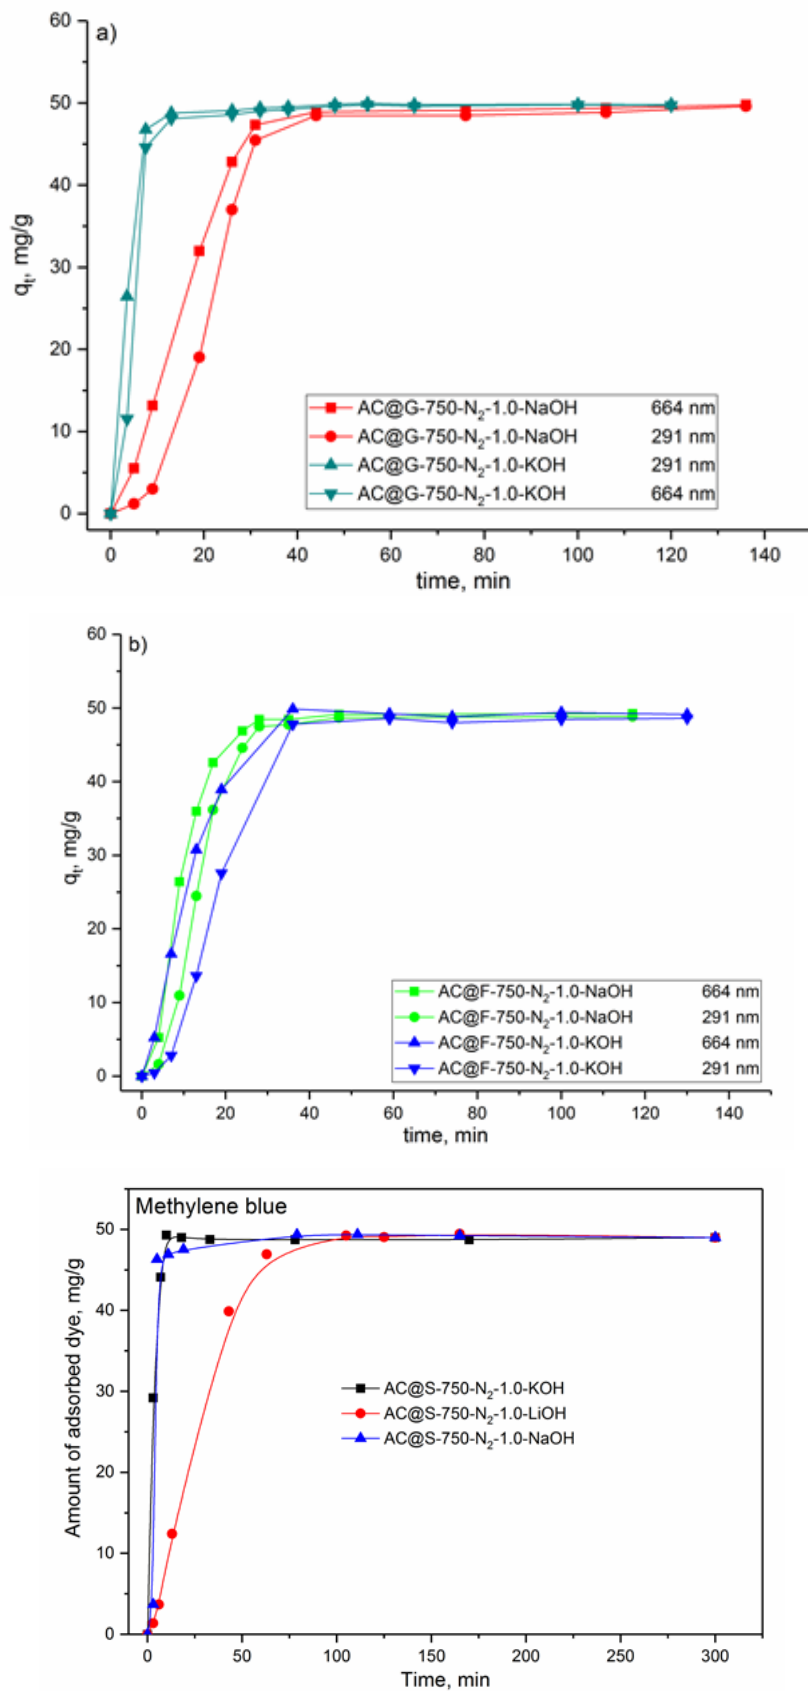 a)
60
50
40
30
20
10
0
qt, mg/g
AC@G-750-N2-1.0-NaOH 664 nm
AC@G-750-N2-1.0-NaOH 291 nm
AC@G-750-N2-1.0-KOH 291 nm
AC@G-750-N2-1.0-KOH 664 nm
0 20 40 60 80 100 120 140
time, min
b)
60
50
40
30
20
10
0
qt, mg/g
AC@F-750-N2-1.0-NaOH 664 nm
AC@F-750-N2-1.0-NaOH 291 nm
AC@F-750-N2-1.0-KOH 664 nm
AC@F-750-N2-1.0-KOH 291 nm
0 20 40 60 80 100 120 140
time, min
Methylene blue
50
40
30
20
10
0
Amount of adsorbed dye, mg/g
AC@S-750-N2-1.0-KOH
AC@S-750-N2-1.0-LiOH
AC@S-750-N2-1.0-NaOH
0 50 100 150 200 250 300
Time, min